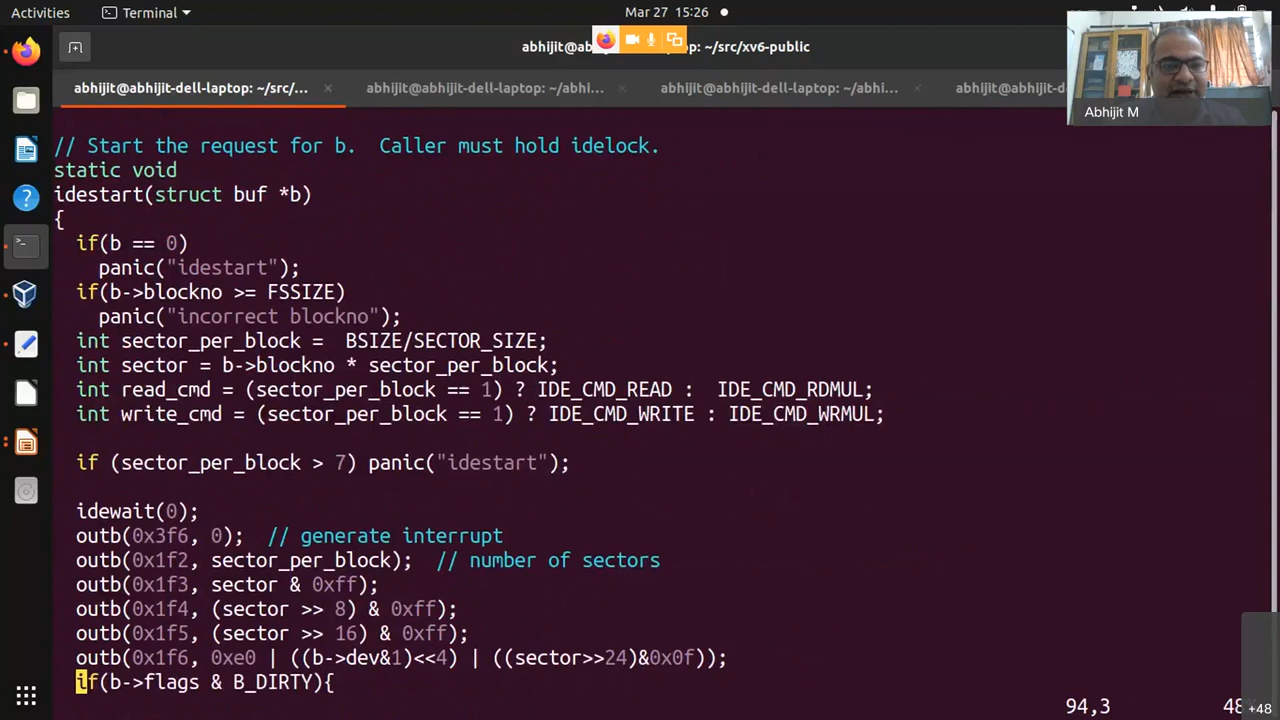 Activities
Terminal
Mar 27 15:26
abhijit@ab
: ~/src/xv6-public
abhijit@abhijit-dell-laptop: ~/src/...
abhijit@abhijit-dell-laptop: ~/abhi...
abhijit@abhijit-dell-laptop: ~/abhi...
abhijit@abhijit-d
Abhijit M
// Start the request for b.  Caller must hold idelock.
static void
idestart(struct buf *b)
{
  if(b == 0)
    panic("idestart");
  if(b->blockno >= FSSIZE)
    panic("incorrect blockno");
  int sector_per_block =  BSIZE/SECTOR_SIZE;
  int sector = b->blockno * sector_per_block;
  int read_cmd = (sector_per_block == 1) ? IDE_CMD_READ :  IDE_CMD_RDMUL;
  int write_cmd = (sector_per_block == 1) ? IDE_CMD_WRITE : IDE_CMD_WRMUL;
  if (sector_per_block > 7) panic("idestart");
  idewait(0);
  outb(0x3f6, 0);  // generate interrupt
  outb(0x1f2, sector_per_block);  // number of sectors
  outb(0x1f3, sector & 0xff);
  outb(0x1f4, (sector >> 8) & 0xff);
  outb(0x1f5, (sector >> 16) & 0xff);
  outb(0x1f6, 0xe0 | ((b->dev&1)<<4) | ((sector>>24)&0x0f));
  if(b->flags & B_DIRTY){
94,3
48
+48